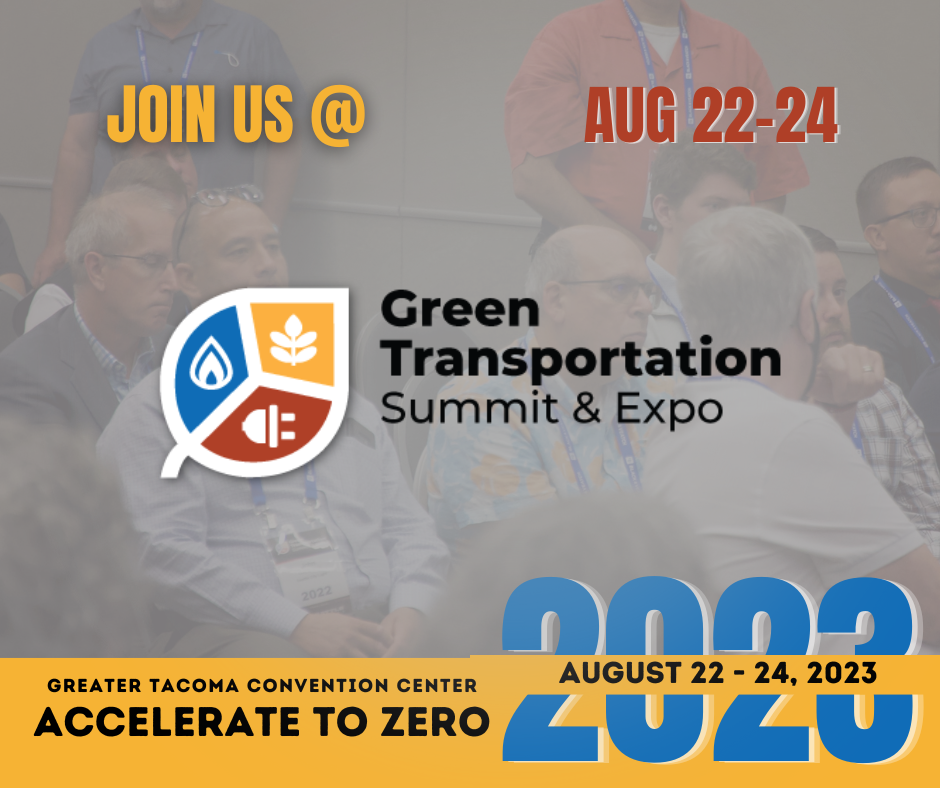 JOIN US @
AUG 22-24
Green
Transportation
Summit & Expo
2022
2023
AUGUST 22 - 24, 2023
GREATER TACOMA CONVENTION CENTER
ACCELERATE TO ZERO